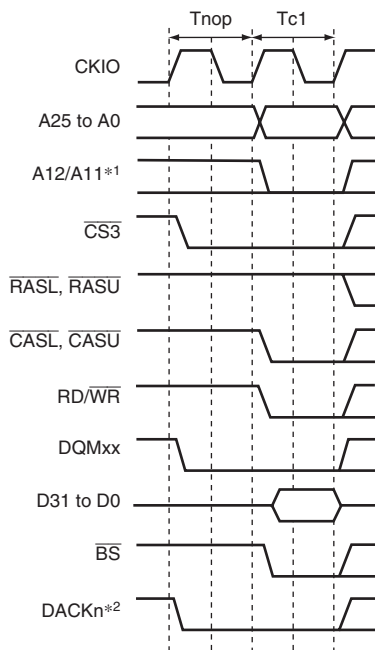 Tnop Tc1
CKIO
A25 to A0
A12/A11*1
CS3
RASL, RASU
CASL, CASU
RD/WR
DQMxx
D31 to D0
BS
DACKn*2